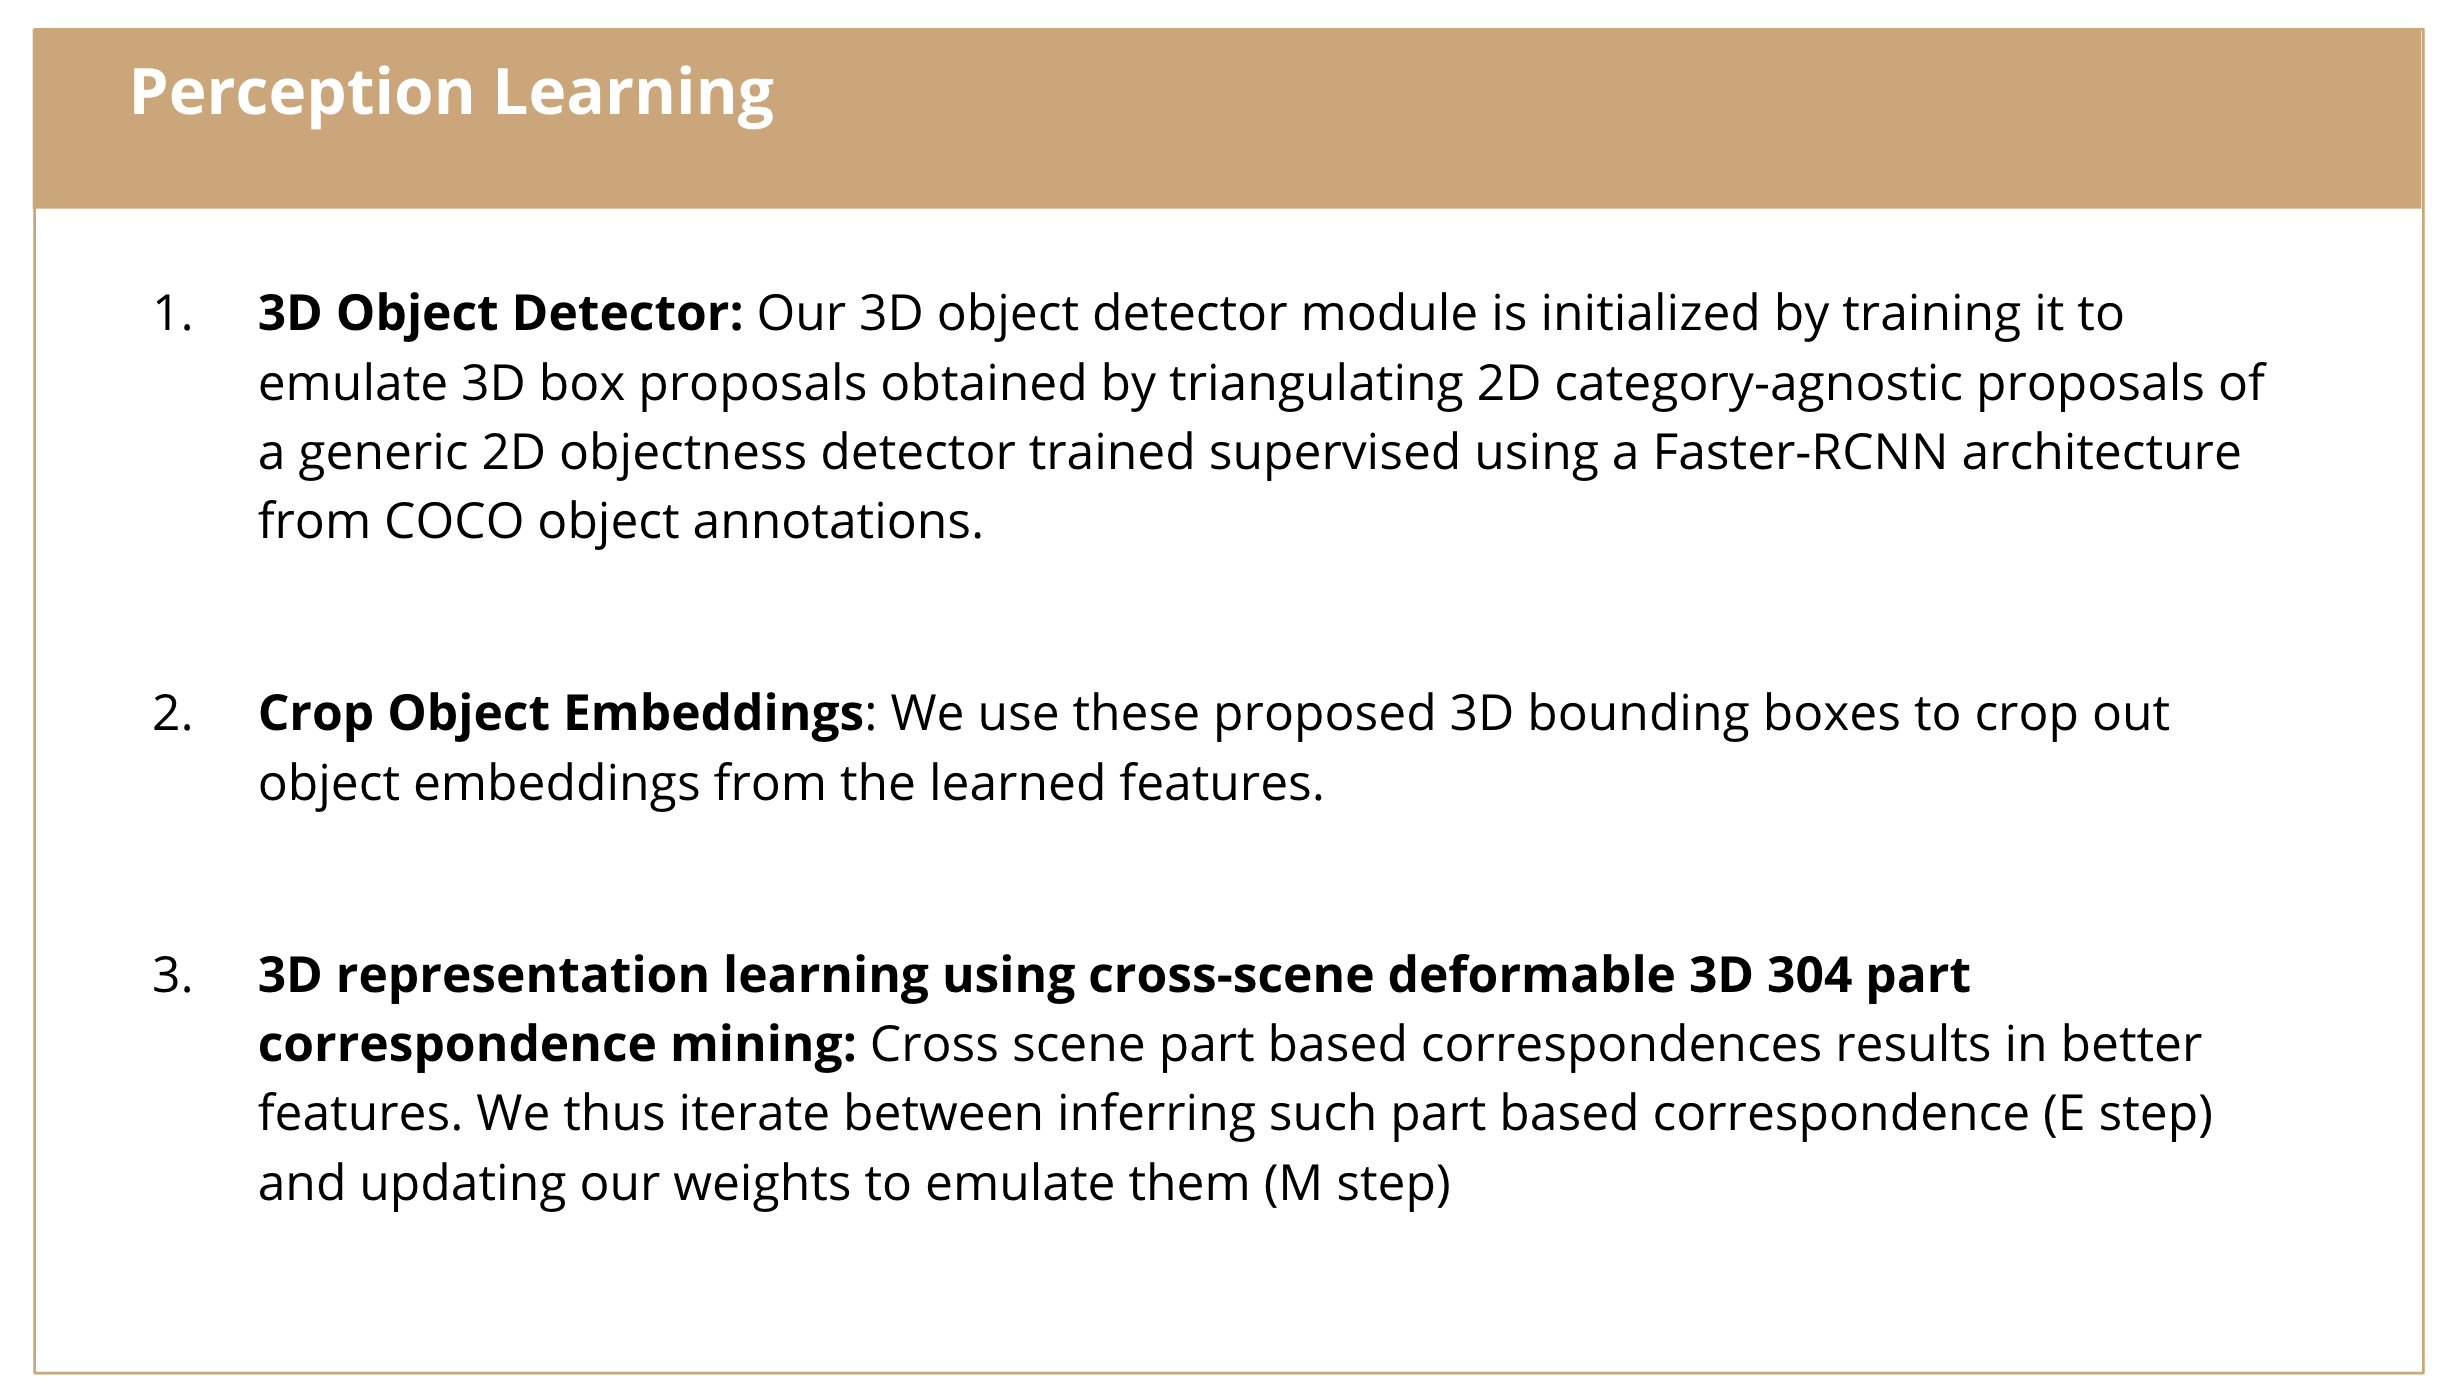 Perception Learning
1. 3D Object Detector: Our 3D object detector module is initialized by training it to
emulate 3D box proposals obtained by triangulating 2D category-agnostic proposals of
a generic 2D objectness detector trained supervised using a Faster-RCNN architecture
from COCO object annotations.
2. Crop Object Embeddings: We use these proposed 3D bounding boxes to crop out
object embeddings from the learned features.
3. 3D representation learning using cross-scene deformable 3D 304 part
correspondence mining: Cross scene part based correspondences results in better
features. We thus iterate between inferring such part based correspondence (E step)
and updating our weights to emulate them (M step)